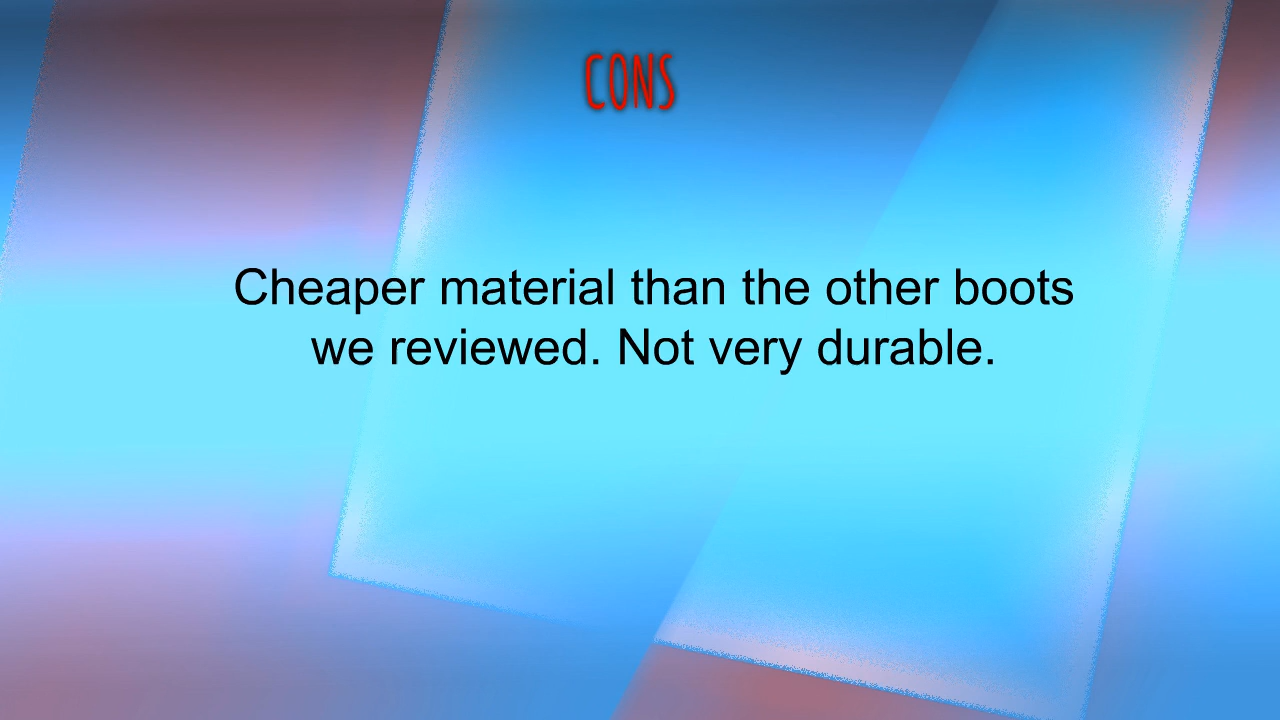 CONS
Cheaper material than the other boots
we reviewed. Not very durable.